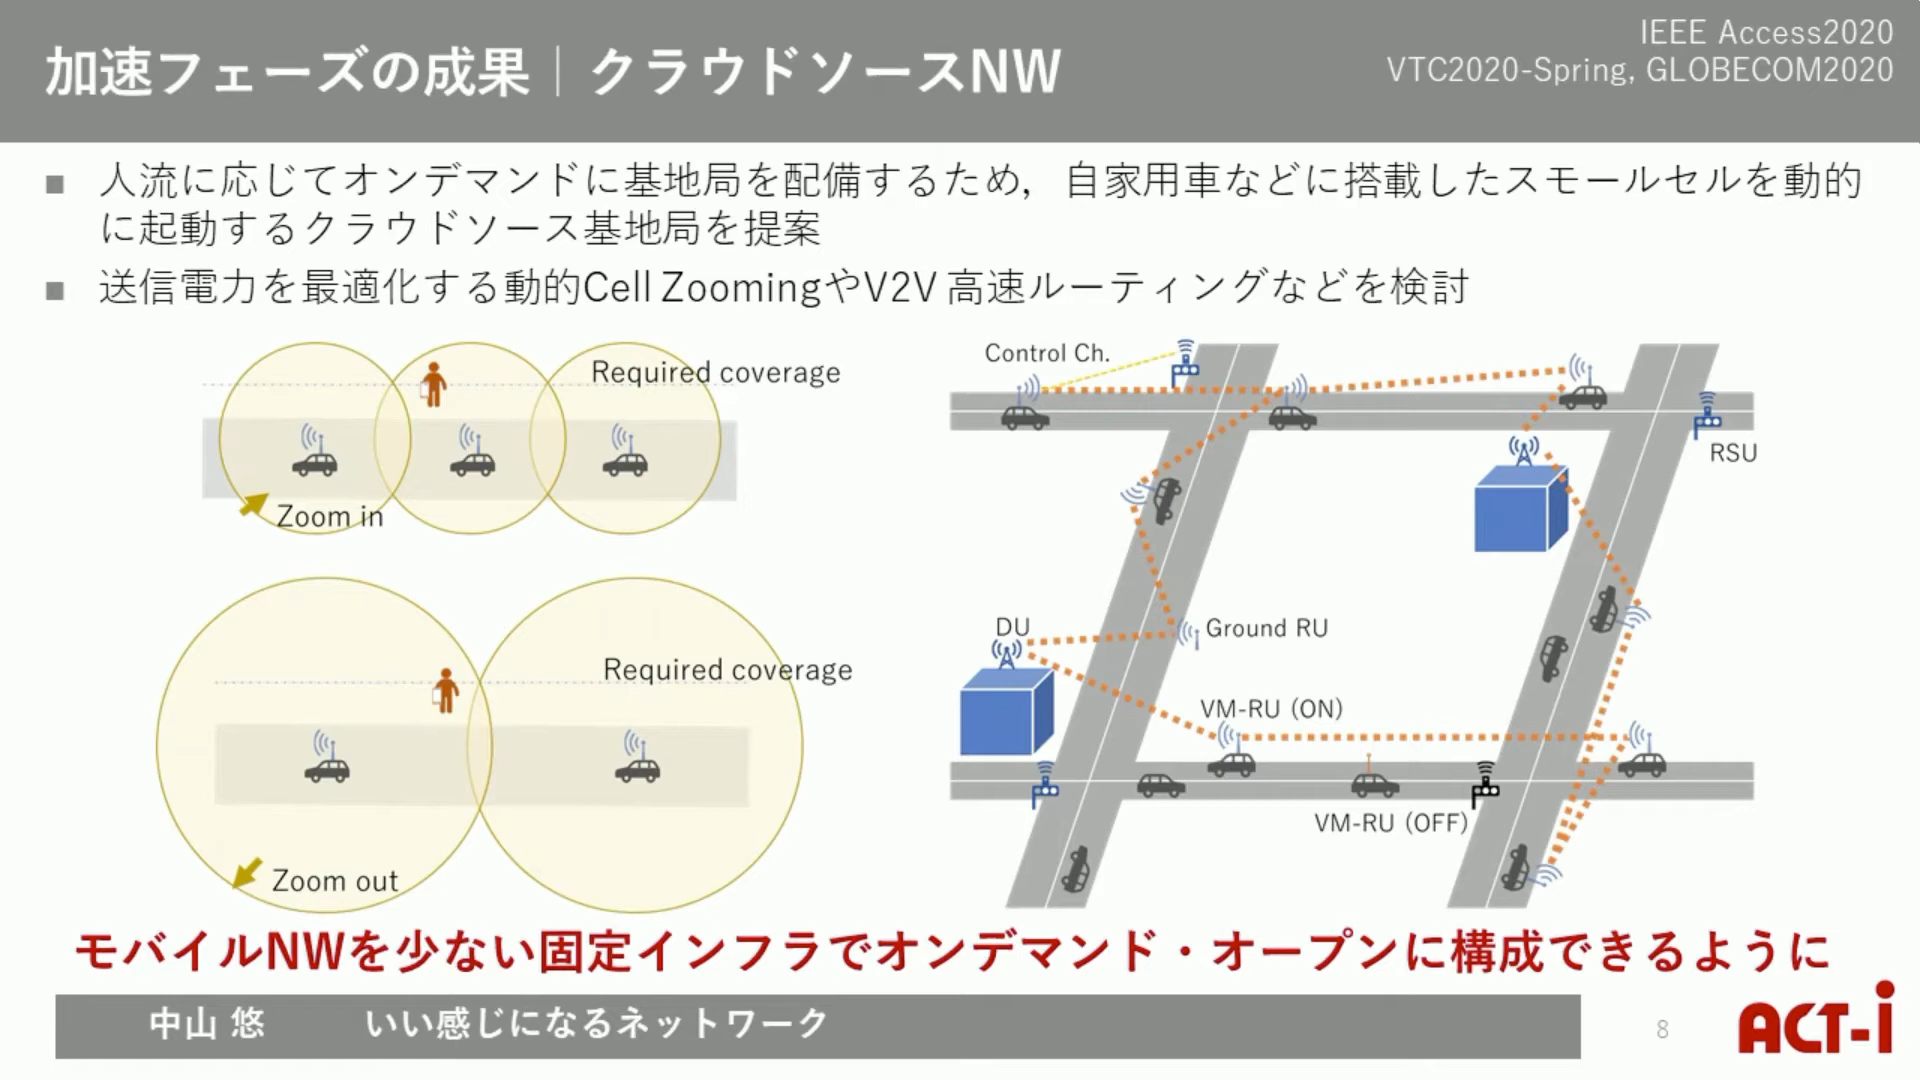 加速フェーズの成果｜クラウドソースNW
IEEE Access2020
VTC2020-Spring, GLOBECOM2020
■ 人流に応じてオンデマンドに基地局を配備するため，自家用車などに搭載したスモールセルを動的
に起動するクラウドソース基地局を提案
■ 送信電力を最適化する動的Cell ZoomingやV2V 高速ルーティングなどを検討
Required coverage
Zoom in
Required coverage
Zoom out
Control Ch.
RSU
DU
Ground RU
VM-RU (ON)
VM-RU (OFF)
モバイルNWを少ない固定インフラでオンデマンド・オープンに構成できるように
中山 悠 いい感じになるネットワーク
8
ACT-i